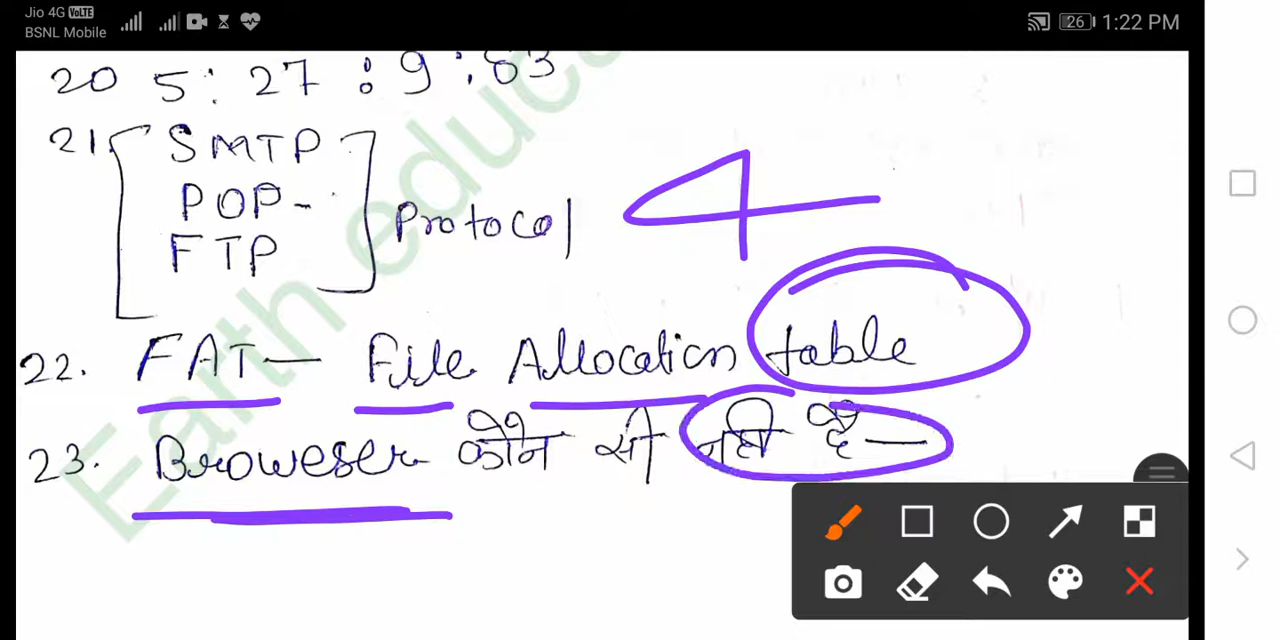 Jio 4G VoLTE
BSNL Mobile
26 1:22 PM
20 5: 27 : 9 : 83
21. SMTP
POP-
FTP
Protocol
4
22. FAT— File Allocation table
23. Broweser कौन सी नही है—
Earth educa